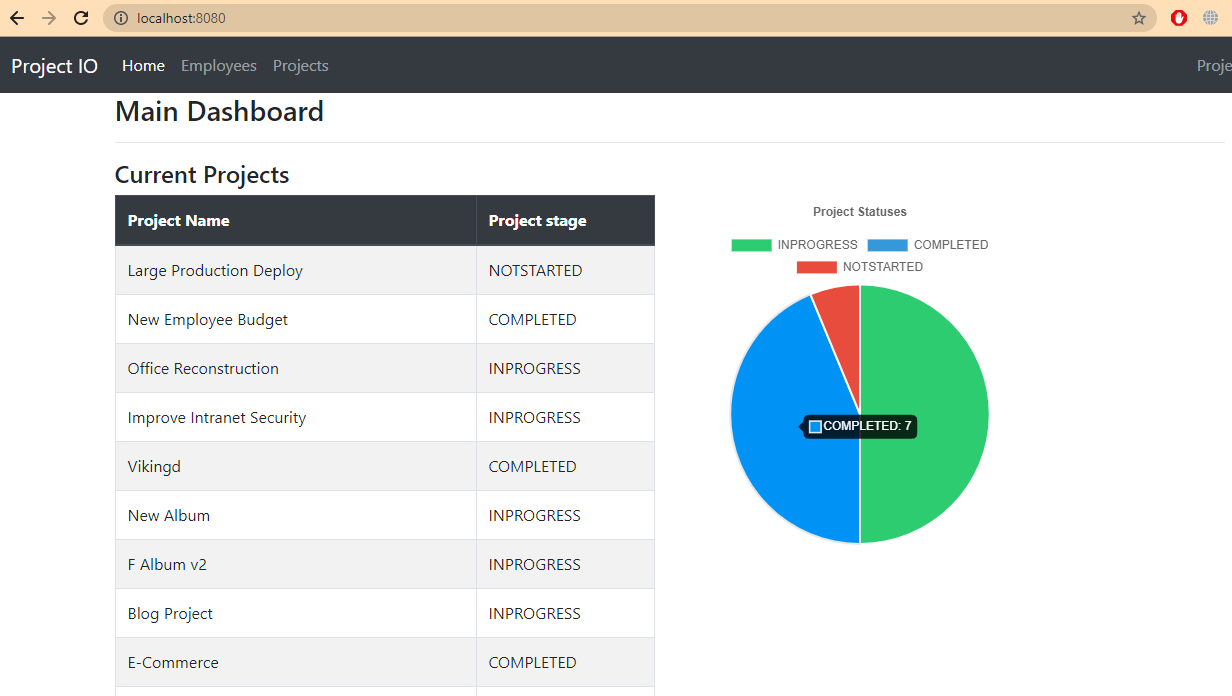 localhost:8080
Project IO Home Employees Projects Proje
Main Dashboard
Current Projects
Project Name Project stage
Large Production Deploy NOTSTARTED
New Employee Budget COMPLETED
Office Reconstruction INPROGRESS
Improve Intranet Security INPROGRESS
Vikingd COMPLETED
New Album INPROGRESS
F Album v2 INPROGRESS
Blog Project INPROGRESS
E-Commerce COMPLETED
Project Statuses
INPROGRESS COMPLETED
NOTSTARTED
COMPLETED: 7